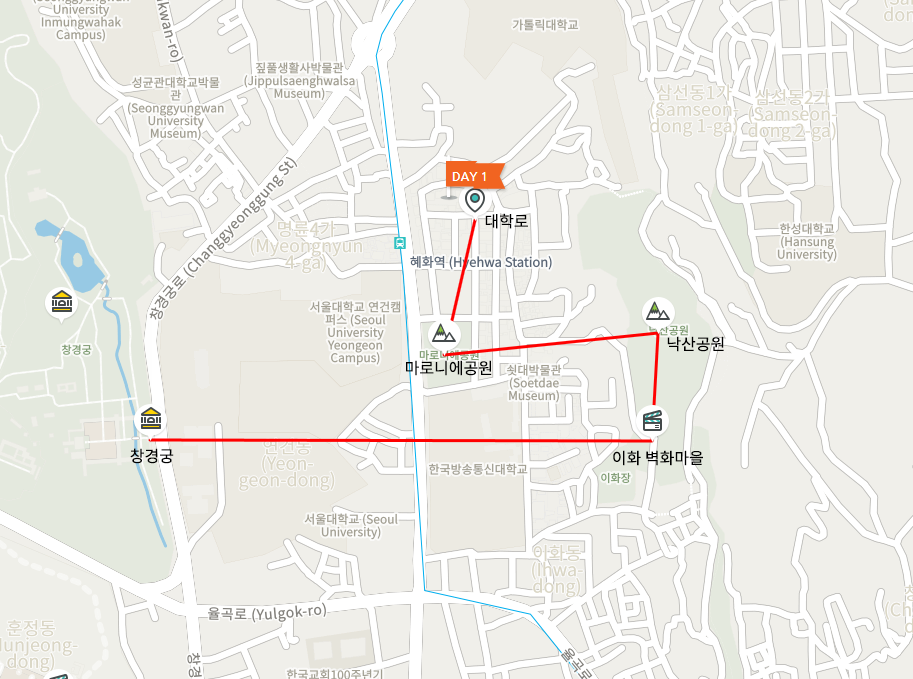 University
Inmungwahak
Campus)
kwan-ro)
가톨릭대학교
짚풀생활사박물관
(Jippulsaenghwalsa
Museum)
성균관대학교박물
관
(Seonggyungwan
University
Museum)
삼선동1가
(Samseon-
dong 1-ga)
삼선동2가
(Samseon-
dong 2-ga)
창경궁로 (Changgyeonggung St)
DAY 1
대학로
명륜4가
(Myeongnyun
4-ga)
한성대학교
(Hansung
University)
혜화역 (Hyehwa Station)
서울대학교 연건캠
퍼스 (Seoul
University
Yeongeon
Campus)
창경궁
낙산공원
낙산공원
마로니에공원
마로니에공원
쇳대박물관
(Soetdae
Museum)
창경궁
연건동
(Yeon-
geon-dong)
이화 벽화마을
한국방송통신대학교
이화장
서울대학교 (Seoul
University)
이화동
(Ihwa-
dong)
율곡로 (Yulgok-ro)
훈정동
(Hunjeong-
dong)
창경
율곡로
한국교회100주년기